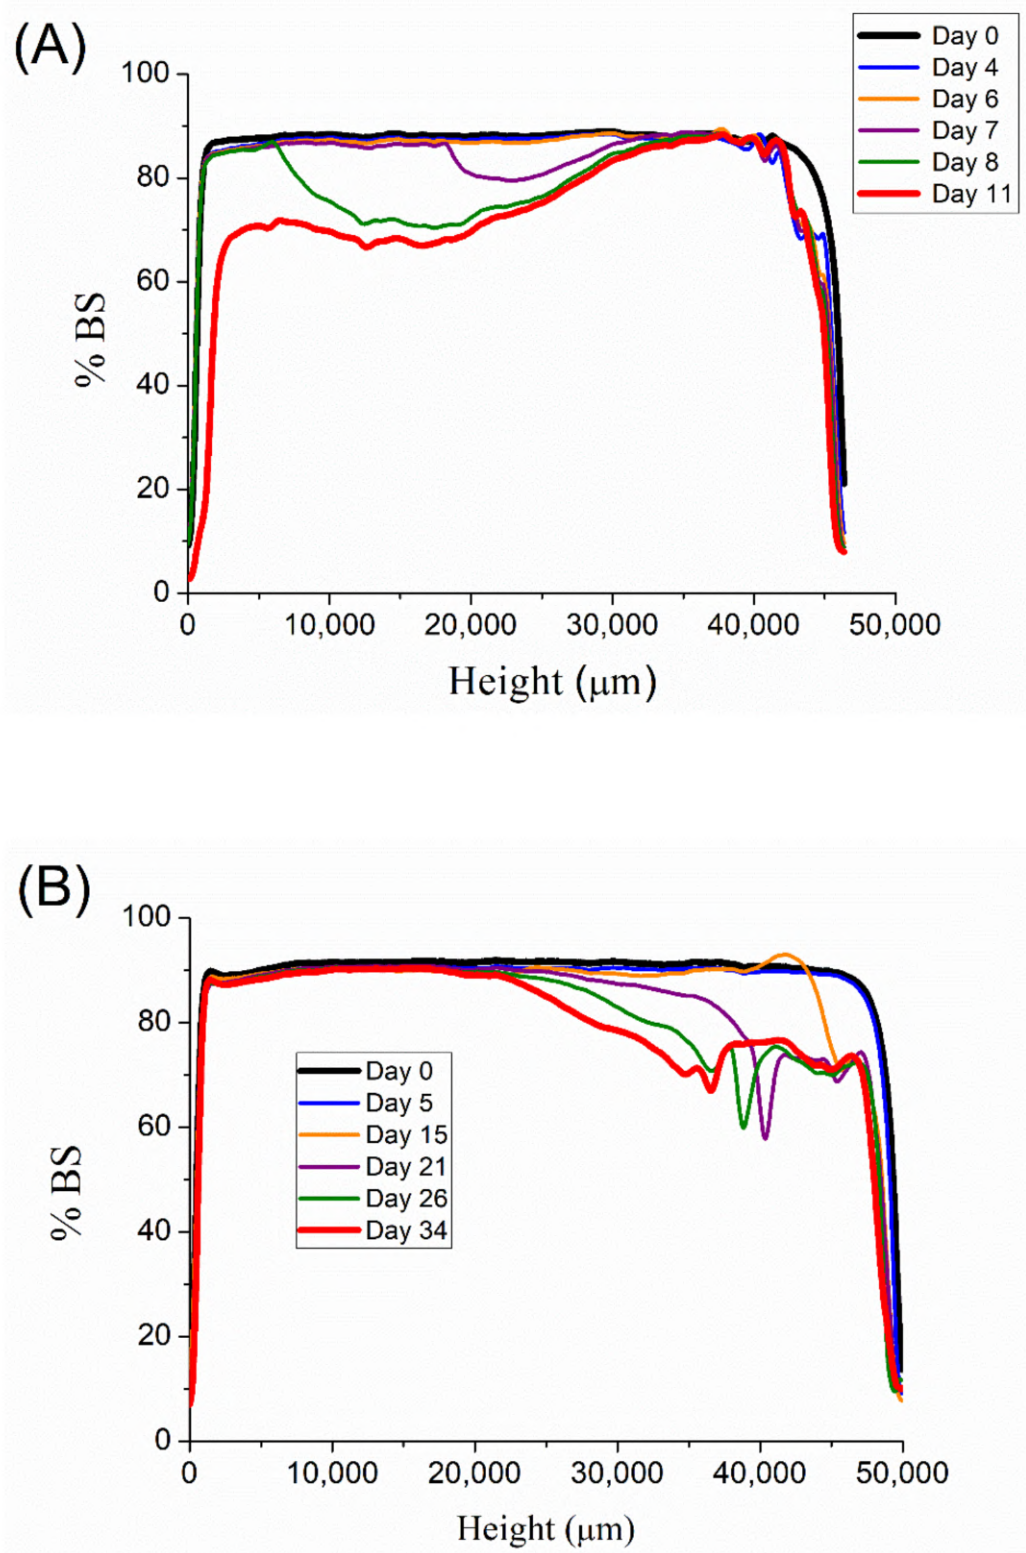 (A)
Day 0
Day 4
Day 6
Day 7
Day 8
Day 11
100
80
60
40
20
0
% BS
0 10,000 20,000 30,000 40,000 50,000
Height (μm)
(B)
100
80
60
40
20
0
% BS
Day 0
Day 5
Day 15
Day 21
Day 26
Day 34
0 10,000 20,000 30,000 40,000 50,000
Height (μm)